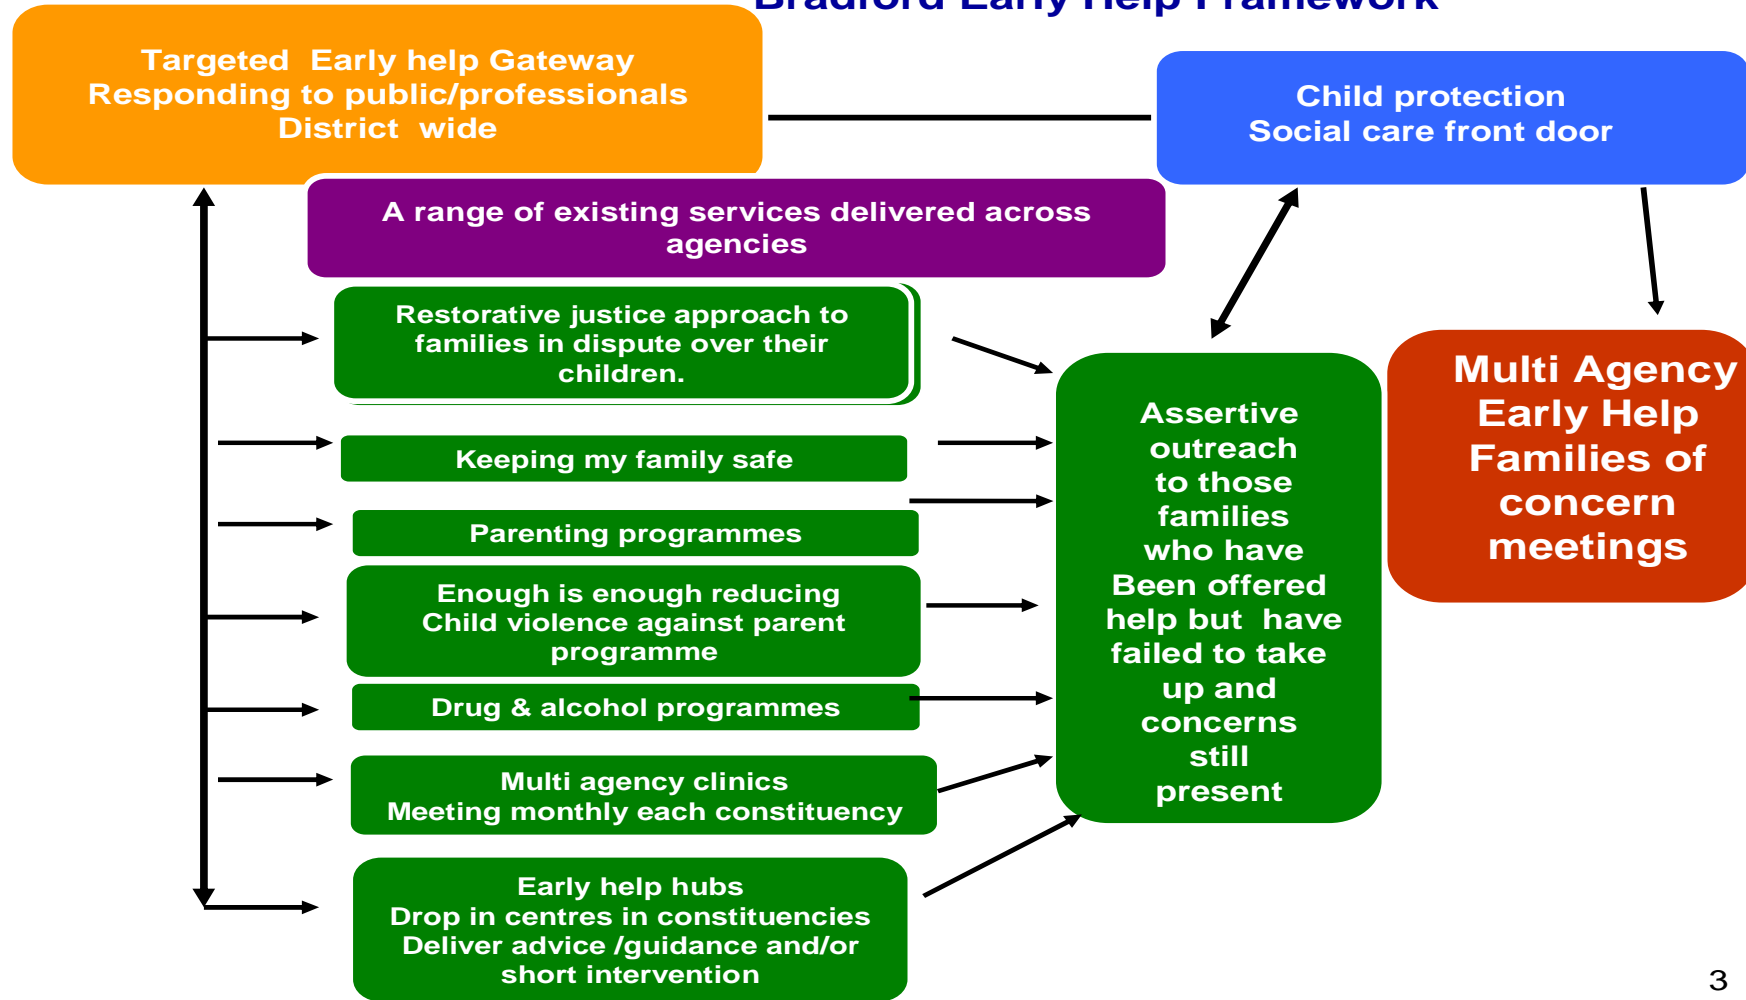 Bradford Early Help Framework
Targeted Early help Gateway
Responding to public/professionals
District wide
Child protection
Social care front door
A range of existing services delivered across
agencies
Restorative justice approach to
families in dispute over their
children.
Keeping my family safe
Parenting programmes
Enough is enough reducing
Child violence against parent
programme
Drug & alcohol programmes
Multi agency clinics
Meeting monthly each constituency
Early help hubs
Drop in centres in constituencies
Deliver advice /guidance and/or
short intervention
Assertive
outreach
to those
families
who have
Been offered
help but have
failed to take
up and
concerns
still
present
Multi Agency
Early Help
Families of
concern
meetings
3